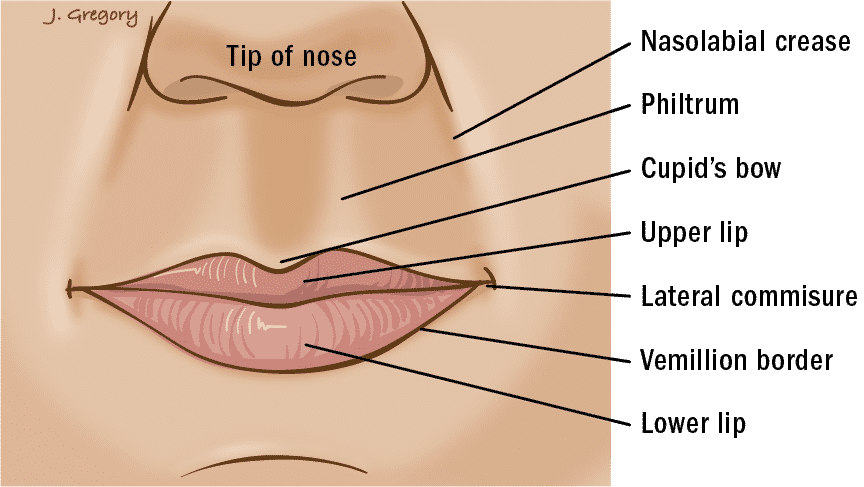 J. Gregory
Tip of nose
Nasolabial crease
Philtrum
Cupid's bow
Upper lip
Lateral commisure
Vemillion border
Lower lip